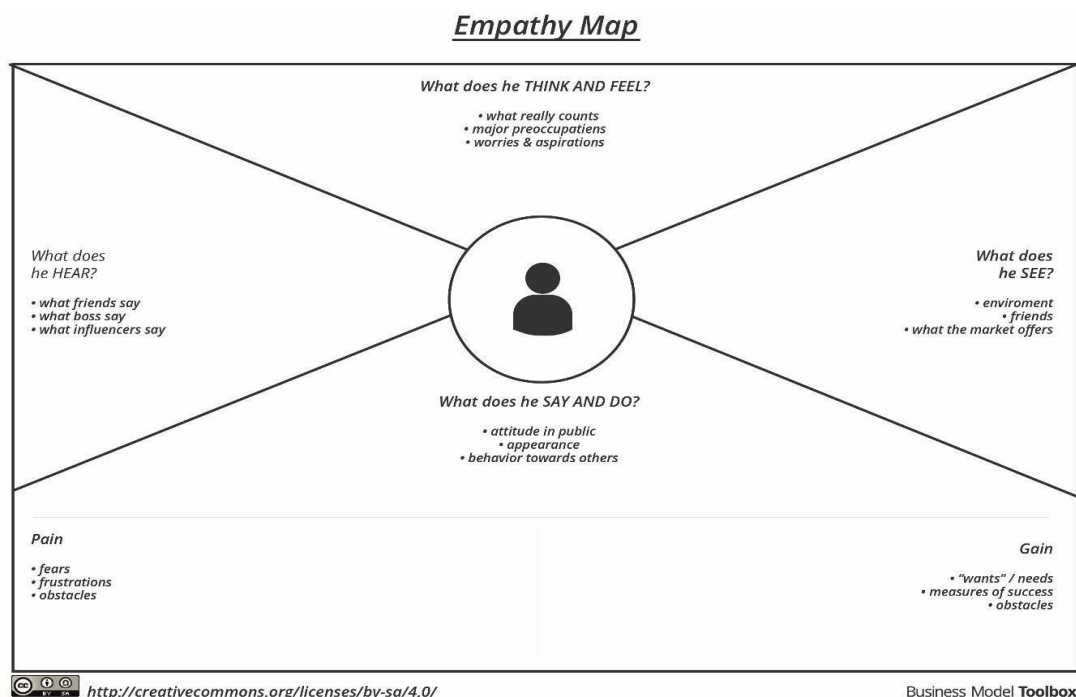 Empathy Map
What does he THINK AND FEEL?
• what really counts
• major preoccupatiens
• worries & aspirations
What does
he HEAR?
• what friends say
• what boss say
• what influencers say
What does
he SEE?
• enviroment
• friends
• what the market offers
What does he SAY AND DO?
• attitude in public
• appearance
• behavior towards others
Pain
• fears
• frustrations
• obstacles
Gain
• “wants” / needs
• measures of success
• obstacles
cc BY SA
http://creativecommons.org/licenses/by-sa/4.0/
Business Model Toolbox